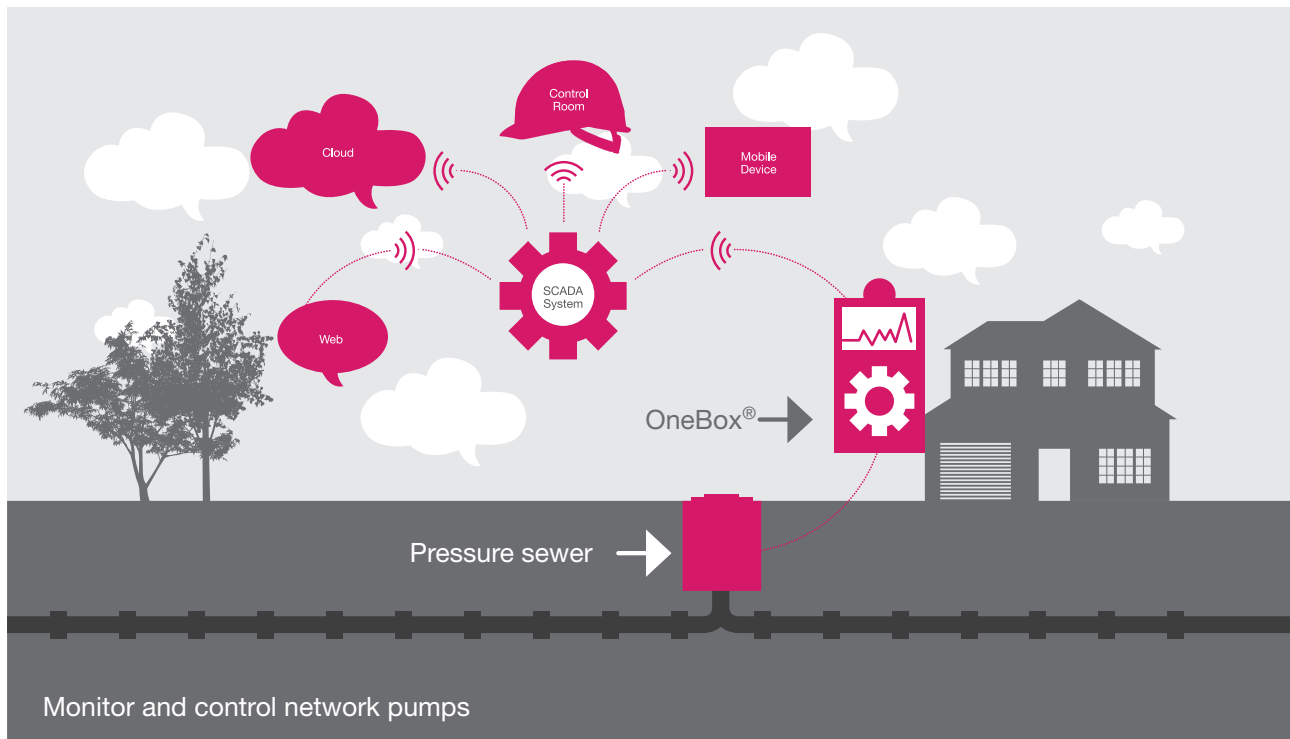 Control
Room
Cloud
Mobile
Device
SCADA
System
Web
OneBox®
Pressure sewer
Monitor and control network pumps